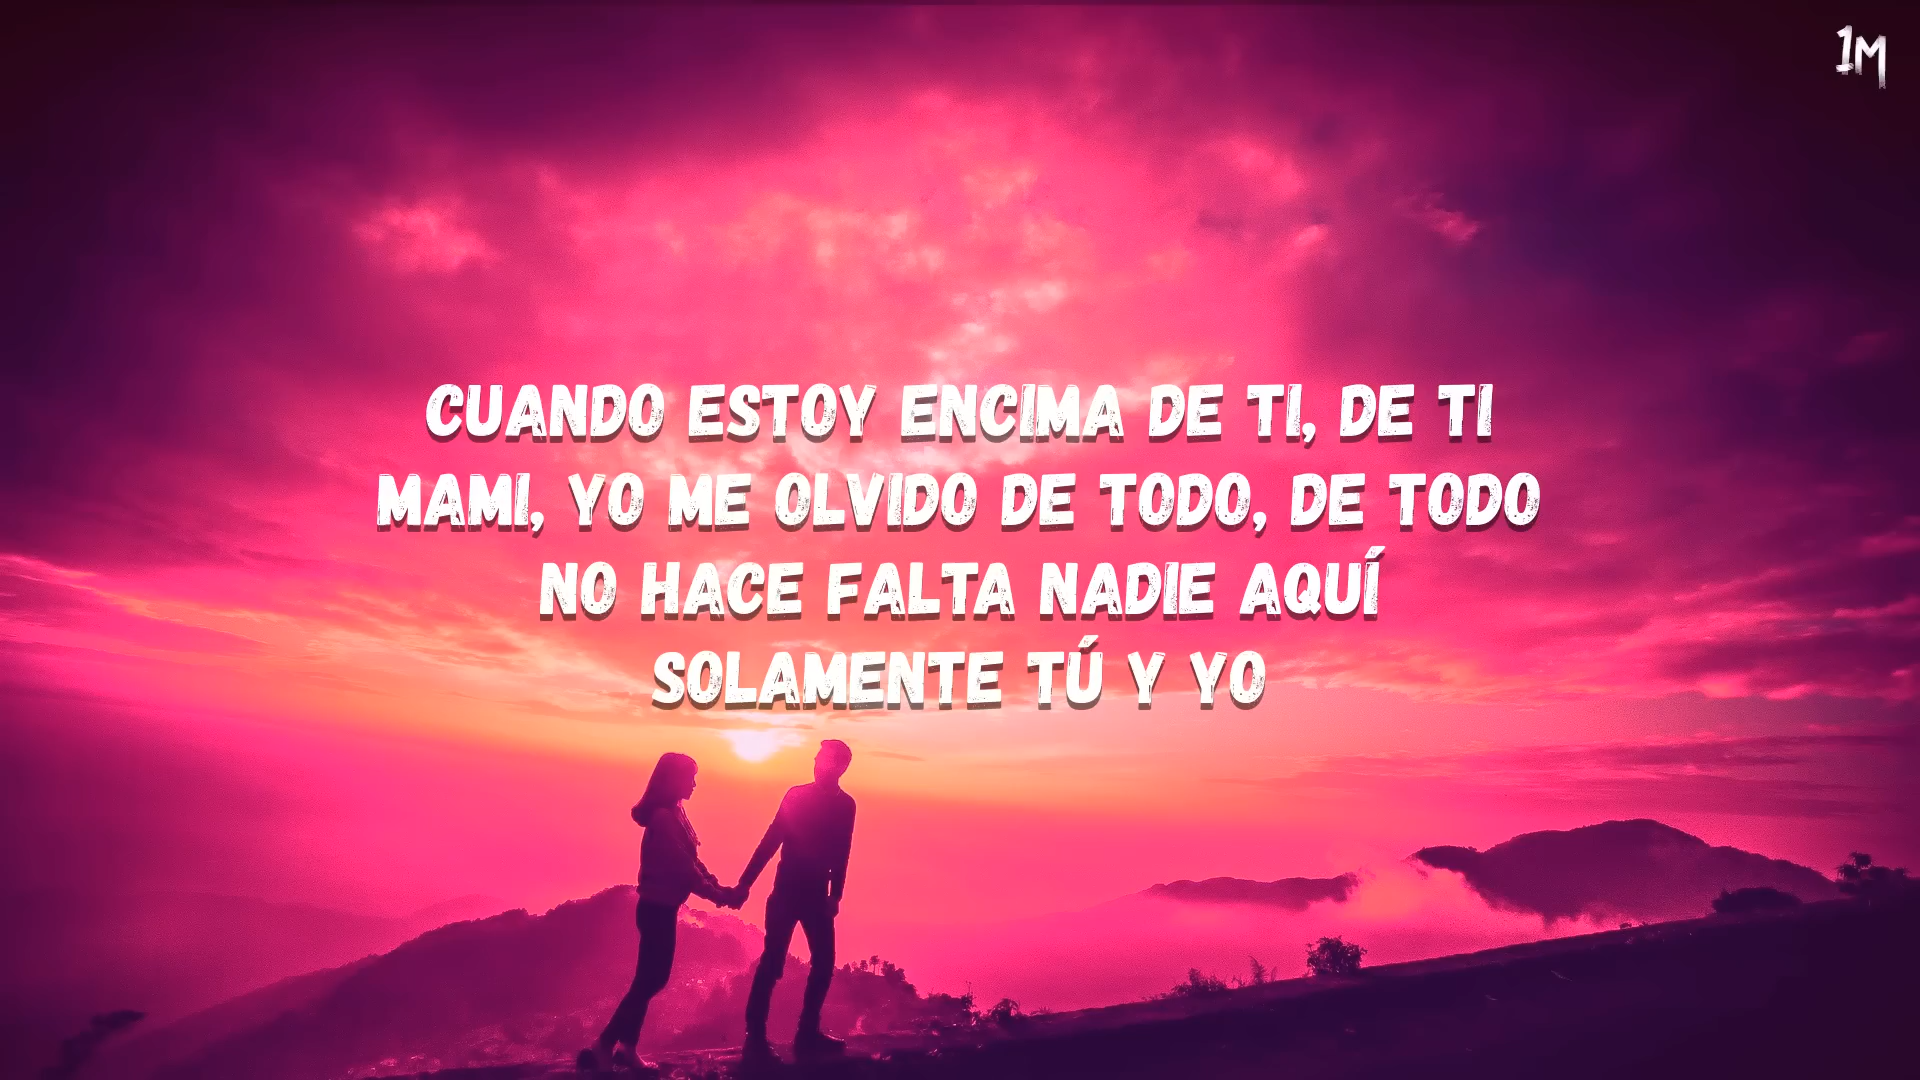 1M
CUANDO ESTOY ENCIMA DE TI, DE TI
MAMI, YO ME OLVIDO DE TODO, DE TODO
NO HACE FALTA NADIE AQUÍ
SOLAMENTE TÚ Y YO